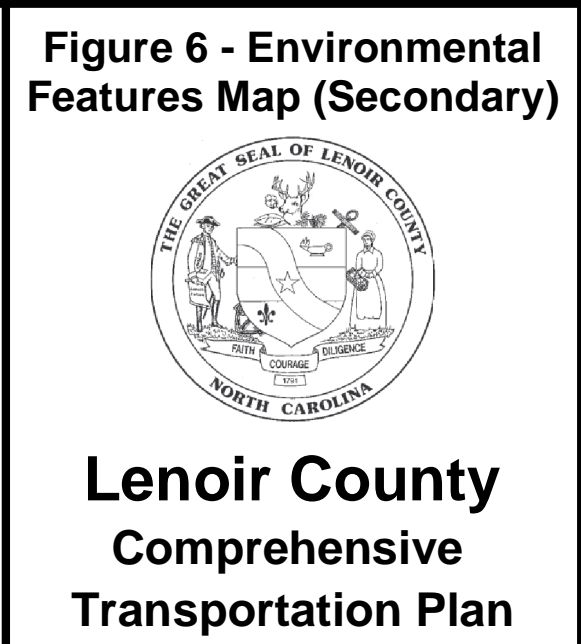 Figure 6 - Environmental
Features Map (Secondary)
THE GREAT SEAL OF LENOIR COUNTY
FAITH
COURAGE
DILIGENCE
1791
NORTH CAROLINA
Lenoir County
Comprehensive
Transportation Plan